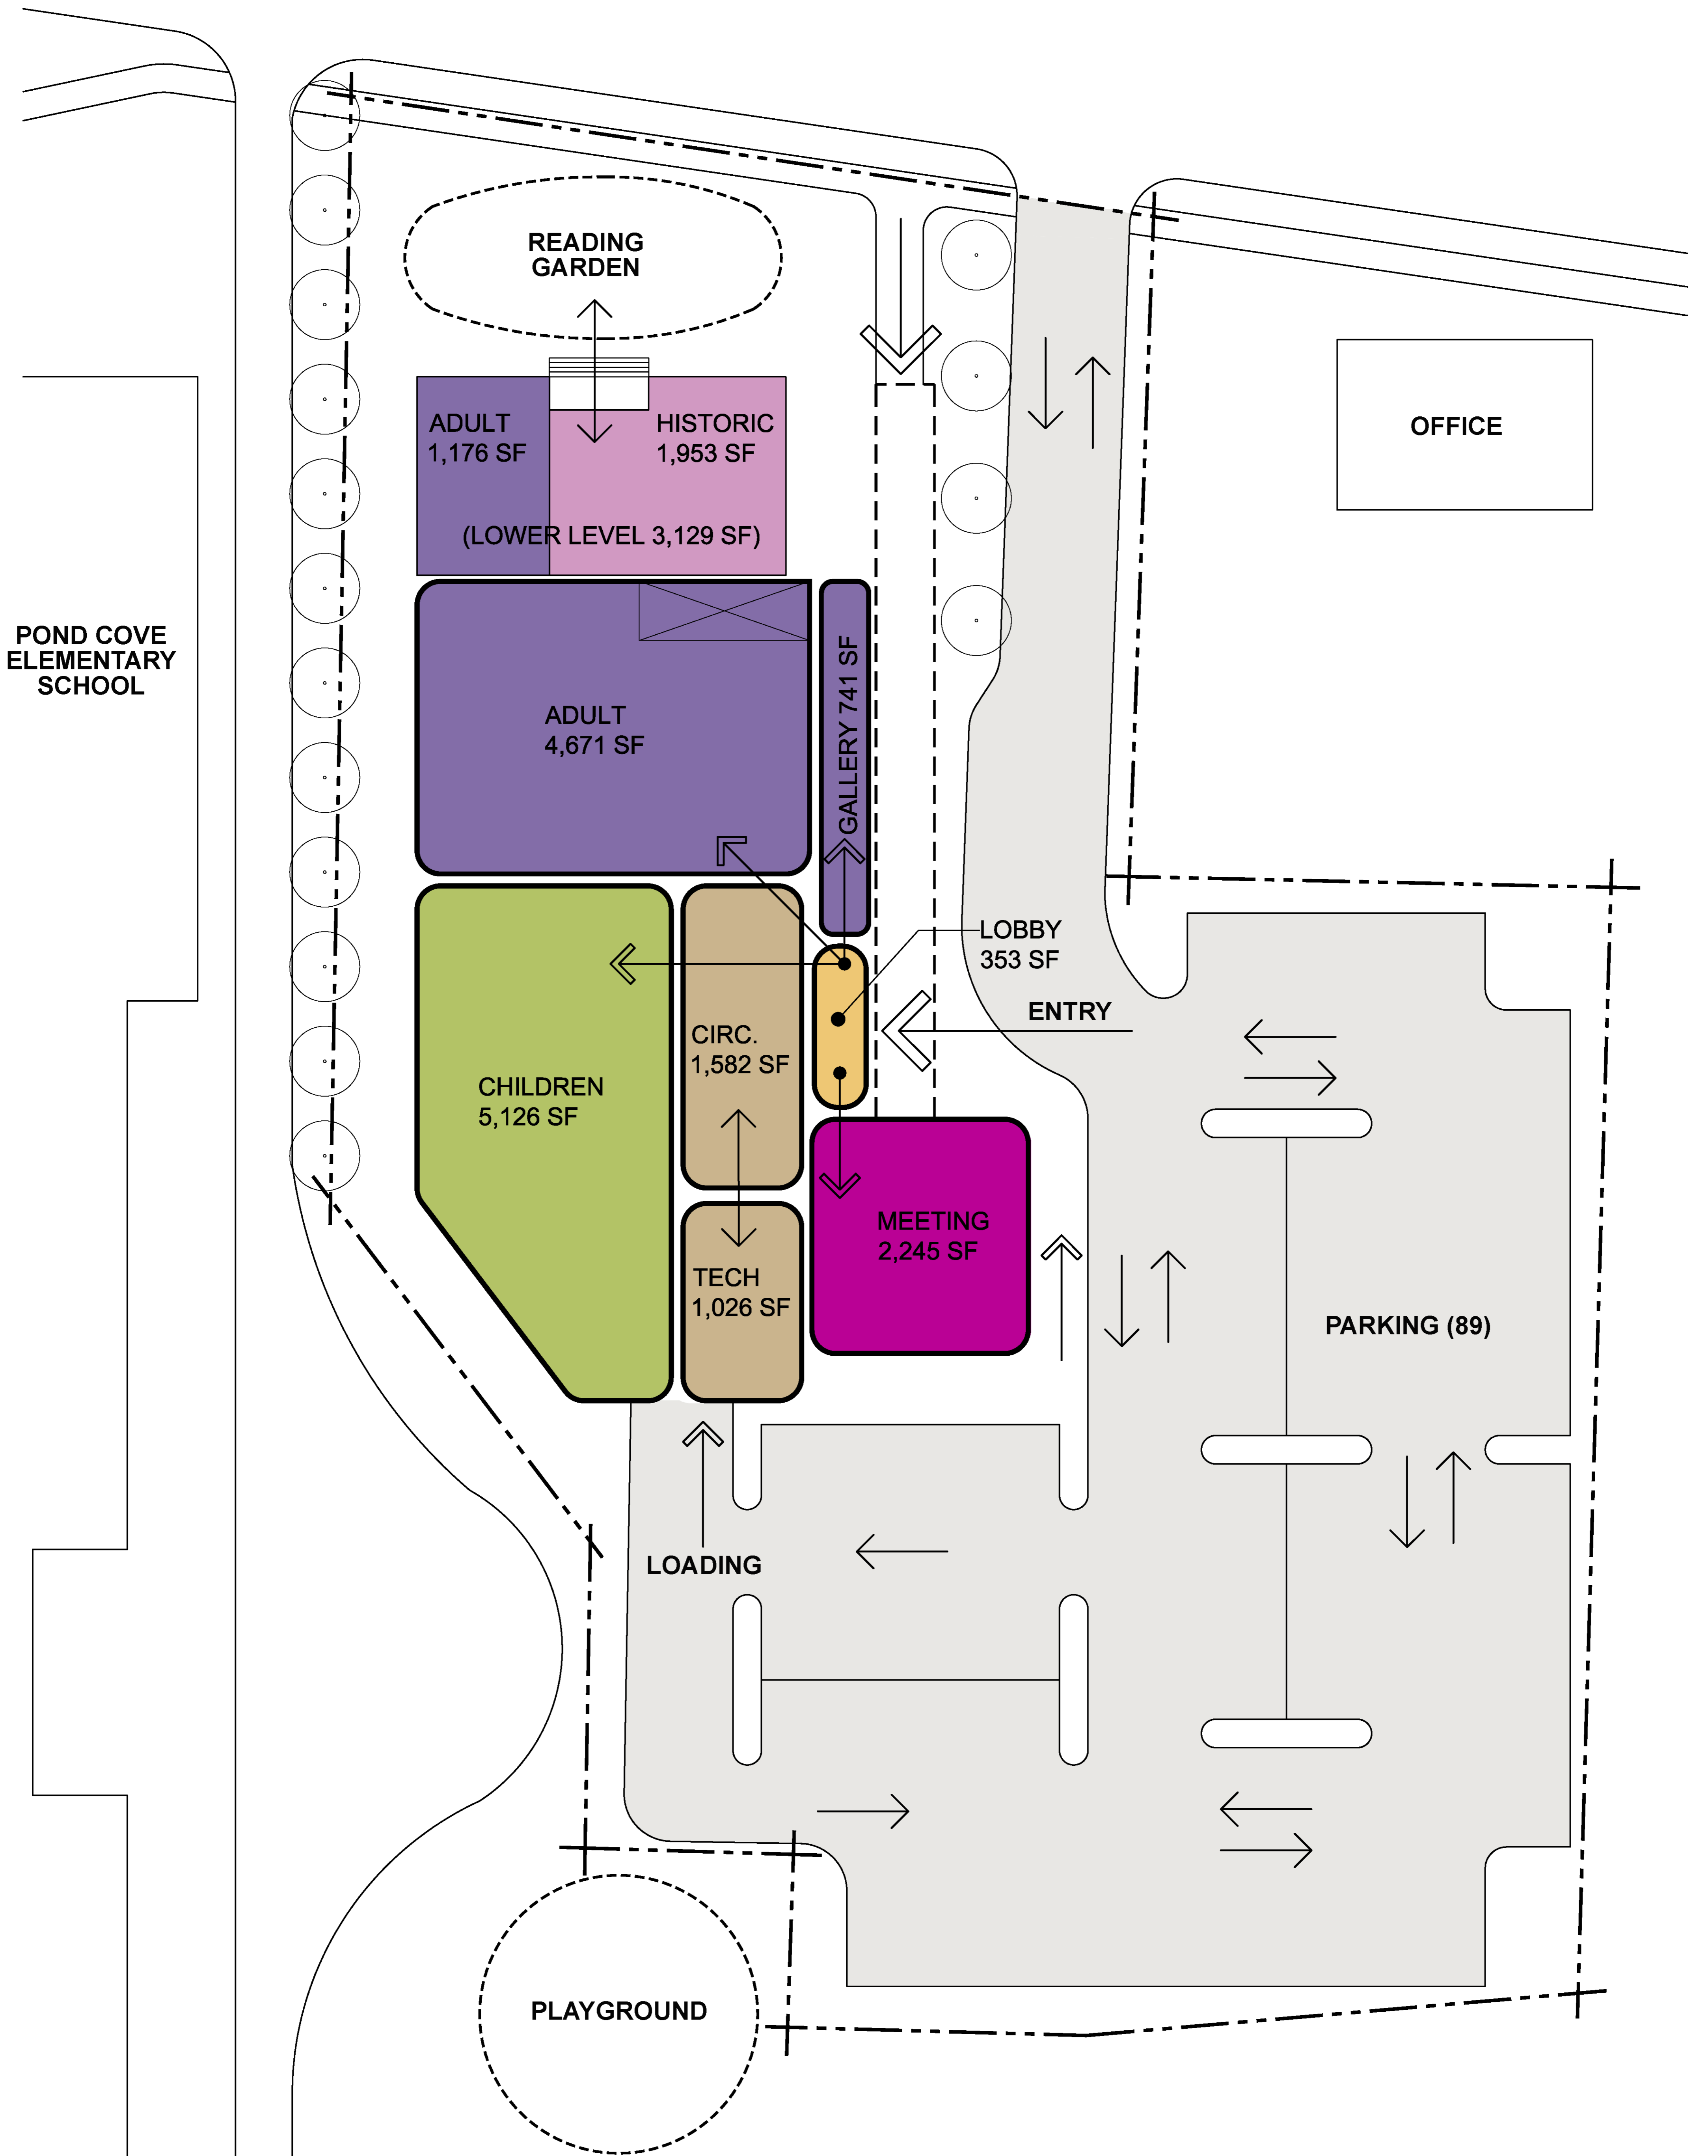 READING
GARDEN
ADULT
1,176 SF
HISTORIC
1,953 SF
(LOWER LEVEL 3,129 SF)
OFFICE
POND COVE
ELEMENTARY
SCHOOL
ADULT
4,671 SF
GALLERY 741 SF
LOBBY
353 SF
ENTRY
CIRC.
1,582 SF
CHILDREN
5,126 SF
MEETING
2,245 SF
TECH
1,026 SF
PARKING (89)
LOADING
PLAYGROUND